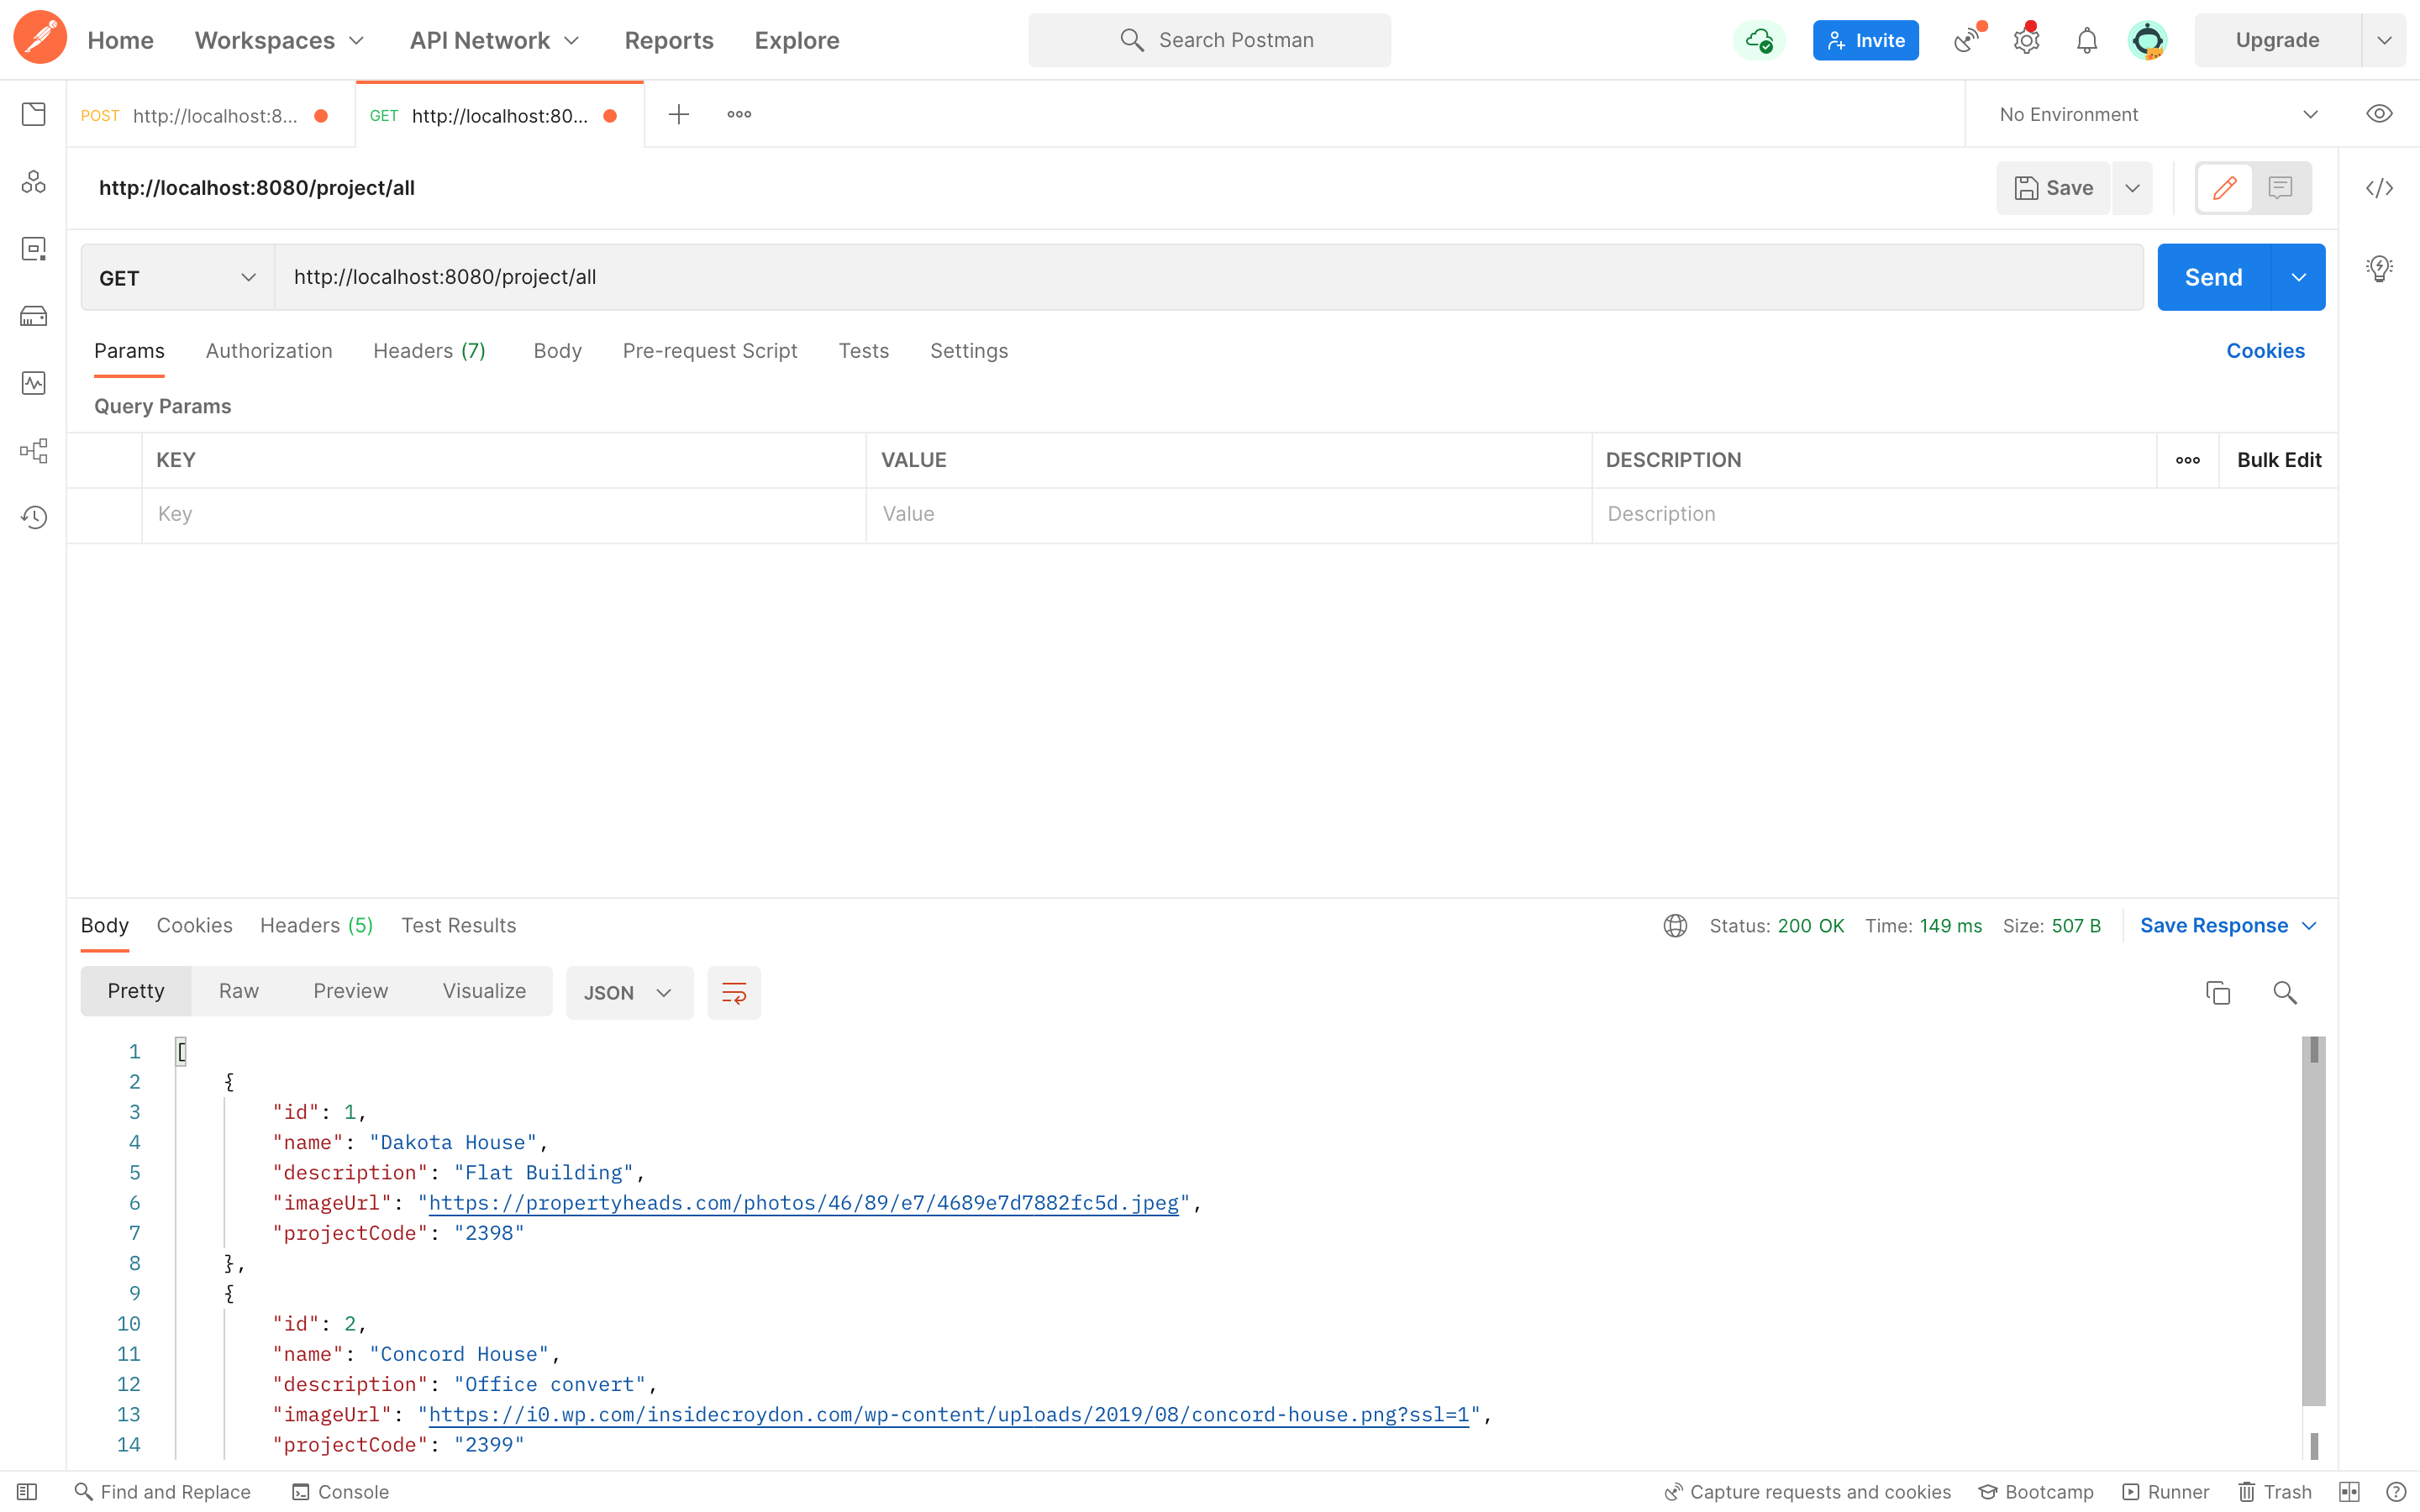 Home Workspaces API Network Reports Explore Search Postman Invite Upgrade
POST http://localhost:8... GET http://localhost:80... No Environment
http://localhost:8080/project/all Save
GET http://localhost:8080/project/all Send
Params Authorization Headers (7) Body Pre-request Script Tests Settings Cookies
Query Params
KEY VALUE DESCRIPTION Bulk Edit
Key Value Description
Body Cookies Headers (5) Test Results Status: 200 OK Time: 149 ms Size: 507 B Save Response
Pretty Raw Preview Visualize JSON
1 [
2 {
3 "id": 1,
4 "name": "Dakota House",
5 "description": "Flat Building",
6 "imageUrl": "https://propertyheads.com/photos/46/89/e7/4689e7d7882fc5d.jpeg",
7 "projectCode": "2398"
8 },
9 {
10 "id": 2,
11 "name": "Concord House",
12 "description": "Office convert",
13 "imageUrl": "https://i0.wp.com/insidecroydon.com/wp-content/uploads/2019/08/concord-house.png?ssl=1",
14 "projectCode": "2399"
Find and Replace Console Capture requests and cookies Bootcamp Runner Trash